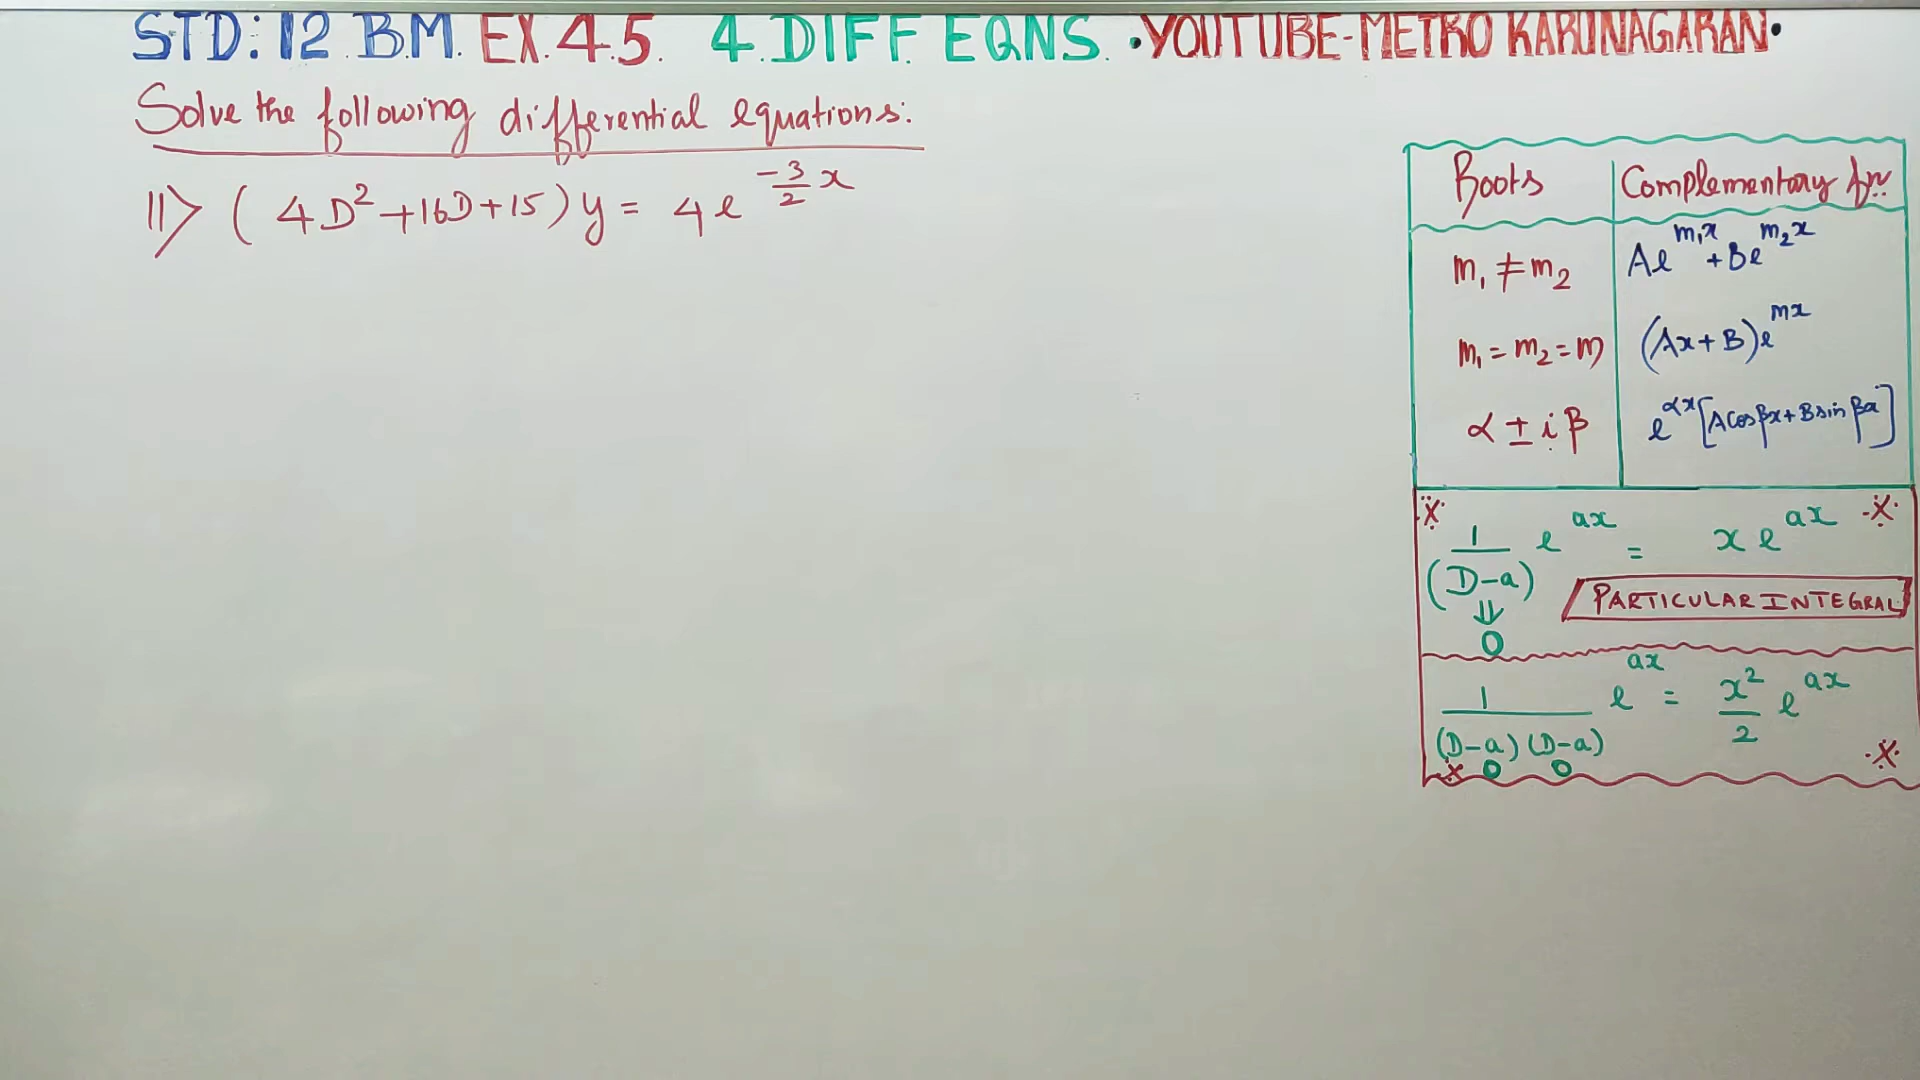 STD: 12 B.M. EX. 4.5. 4. DIFF EQNS. •YOUTUBE-METRO KARUNAGARAN•
Solve the following differential equations:
11> (4D²+16D+15)y = 4e^(-3/2 x)
Roots Complementary fn:
m₁ ≠ m₂ Ae^(m₁x) + Be^(m₂x)
m₁ = m₂ = m (Ax+B)e^(mx)
α ± iβ e^(αx)[A cos βx + B sin βx]
1/(D-a) e^(ax) = x e^(ax)
⇓
0
PARTICULAR INTEGRAL
1/((D-a)(D-a)) e^(ax) = x²/2 e^(ax)
0 0